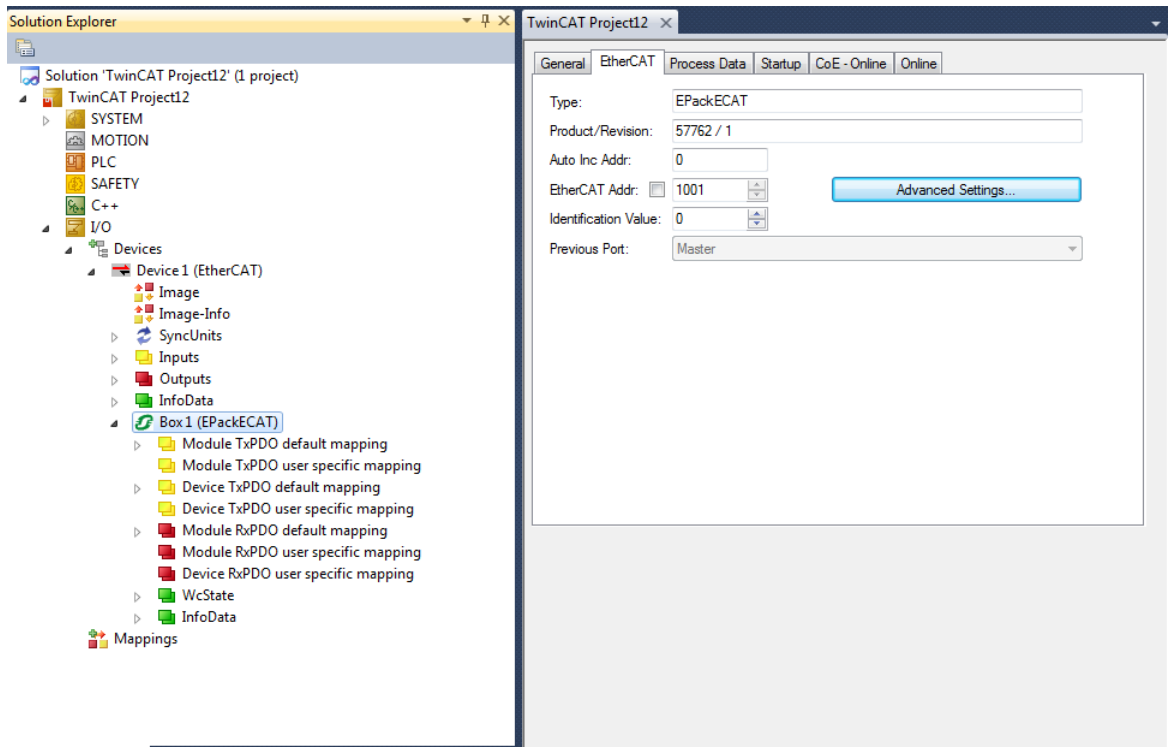 Solution Explorer
Solution 'TwinCAT Project12' (1 project)
TwinCAT Project12
SYSTEM
MOTION
PLC
SAFETY
C++
I/O
Devices
Device 1 (EtherCAT)
Image
Image-Info
SyncUnits
Inputs
Outputs
InfoData
Box 1 (EPackECAT)
Module TxPDO default mapping
Module TxPDO user specific mapping
Device TxPDO default mapping
Device TxPDO user specific mapping
Module RxPDO default mapping
Module RxPDO user specific mapping
Device RxPDO user specific mapping
WcState
InfoData
Mappings
TwinCAT Project12
General EtherCAT Process Data Startup CoE - Online Online
Type: EPackECAT
Product/Revision: 57762 / 1
Auto Inc Addr: 0
EtherCAT Addr: 1001 Advanced Settings...
Identification Value: 0
Previous Port: Master